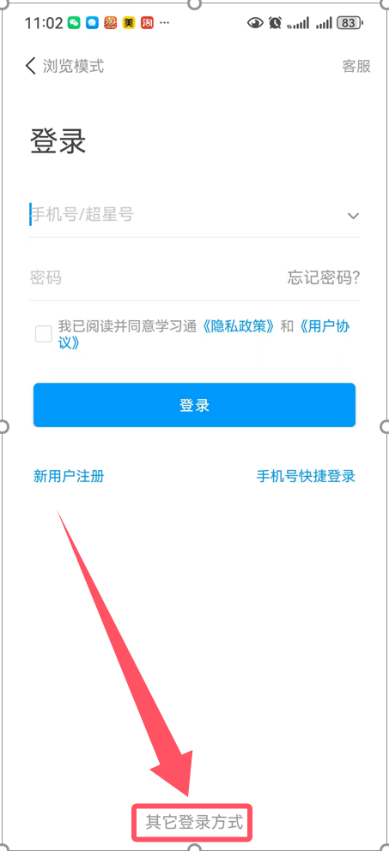 11:02 美 淘 ··· 83
浏览模式 客服
登录
手机号/超星号
密码 忘记密码?
我已阅读并同意学习通《隐私政策》和《用户协
议》
登录
新用户注册 手机号快捷登录
其它登录方式